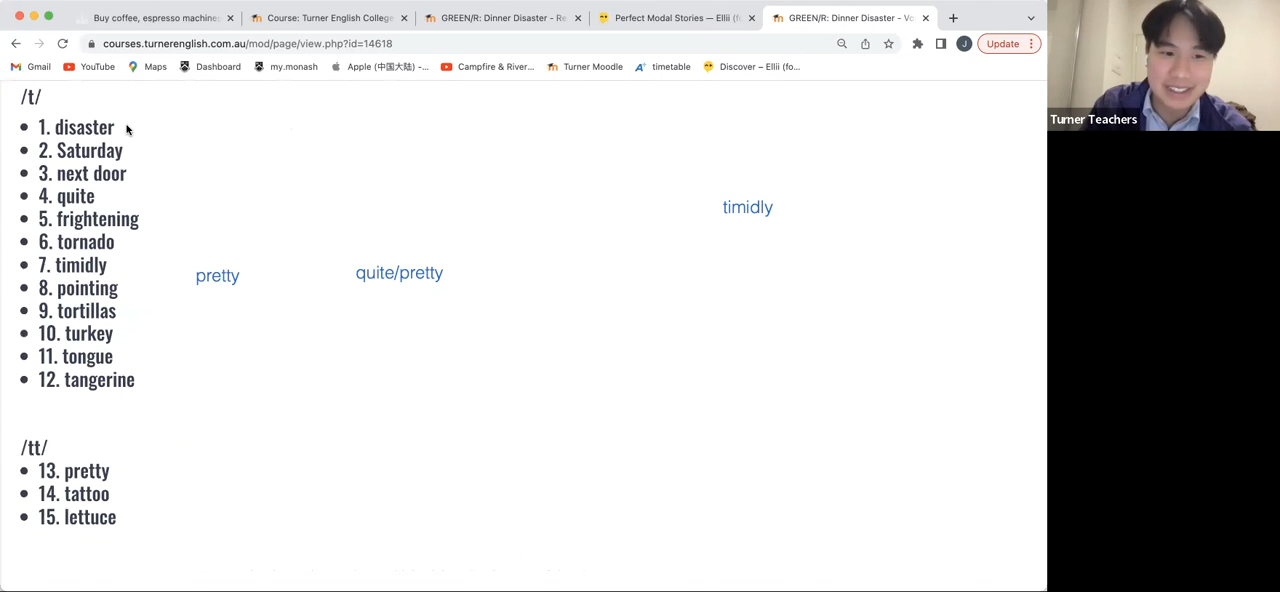 Buy coffee, espresso machine
Course: Turner English College
GREEN/R: Dinner Disaster - Re
Perfect Modal Stories — Ellii (f
GREEN/R: Dinner Disaster - Vo
courses.turnerenglish.com.au/mod/page/view.php?id=14618
J
Update
Gmail
YouTube
Maps
Dashboard
my.monash
Apple (中国大陆) -...
Campfire & River...
Turner Moodle
A+ timetable
Discover – Ellii (fo...
/t/
1. disaster
2. Saturday
3. next door
4. quite
5. frightening
6. tornado
7. timidly
8. pointing
9. tortillas
10. turkey
11. tongue
12. tangerine
timidly
pretty
quite/pretty
/tt/
13. pretty
14. tattoo
15. lettuce
Turner Teachers